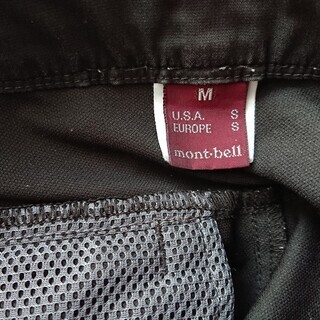 M
U.S.A. S
EUROPE S
mont-bell